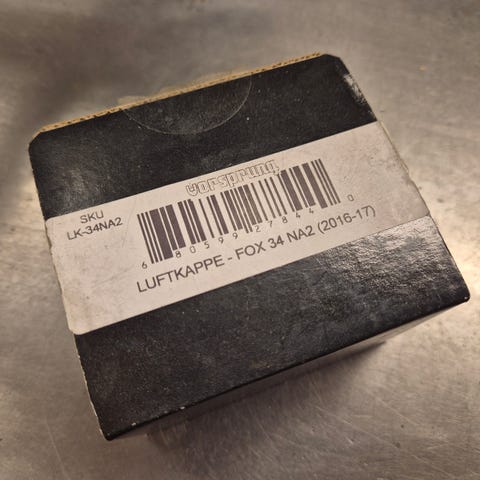 vorsprung
SKU
LK-34NA2
6 80599 27844 0
LUFTKAPPE - FOX 34 NA2 (2016-17)